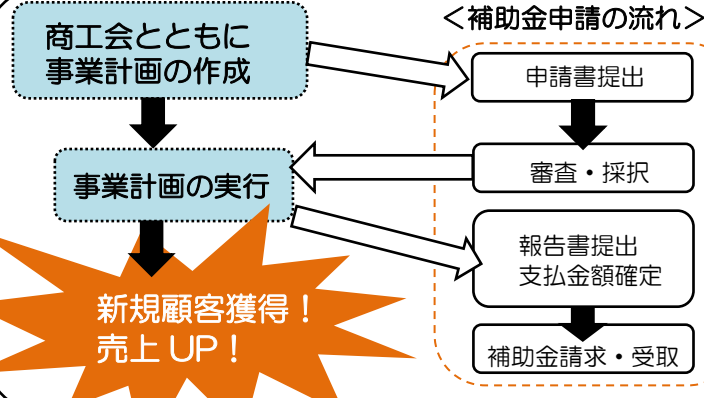 商工会とともに
事業計画の作成
事業計画の実行
新規顧客獲得！
売上UP！
＜補助金申請の流れ＞
申請書提出
審査・採択
報告書提出
支払金額確定
補助金請求・受取